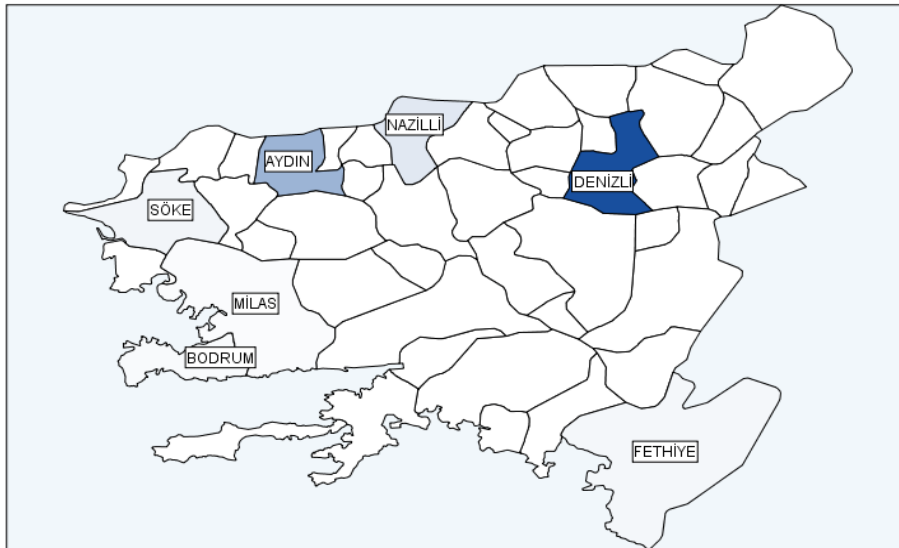 NAZİLLİ
AYDIN
DENİZLİ
SÖKE
MİLAS
BODRUM
FETHİYE